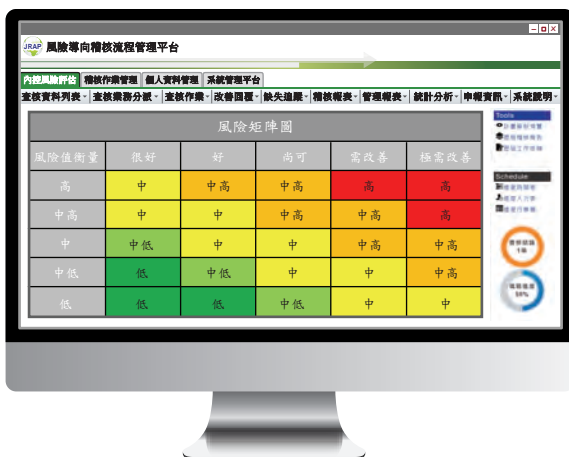 JRAP 風險導向稽核流程管理平台
內控風險評估 稽核作業管理 個人資料管理 系統管理平台
查核資料列表 查核業務分派 查核作業 改善回覆 缺失追蹤 稽核報表 管理報表 統計分析 申報資訊 系統說明
風險矩陣圖
風險值衡量 很好 好 尚可 需改善 極需改善
高 中 中高 中高 高 高
中高 中 中 中高 中高 高
中 中低 中 中 中高 中高
中低 低 中低 中 中 中高
低 低 低 中低 中 中
Tools
Schedule
50%